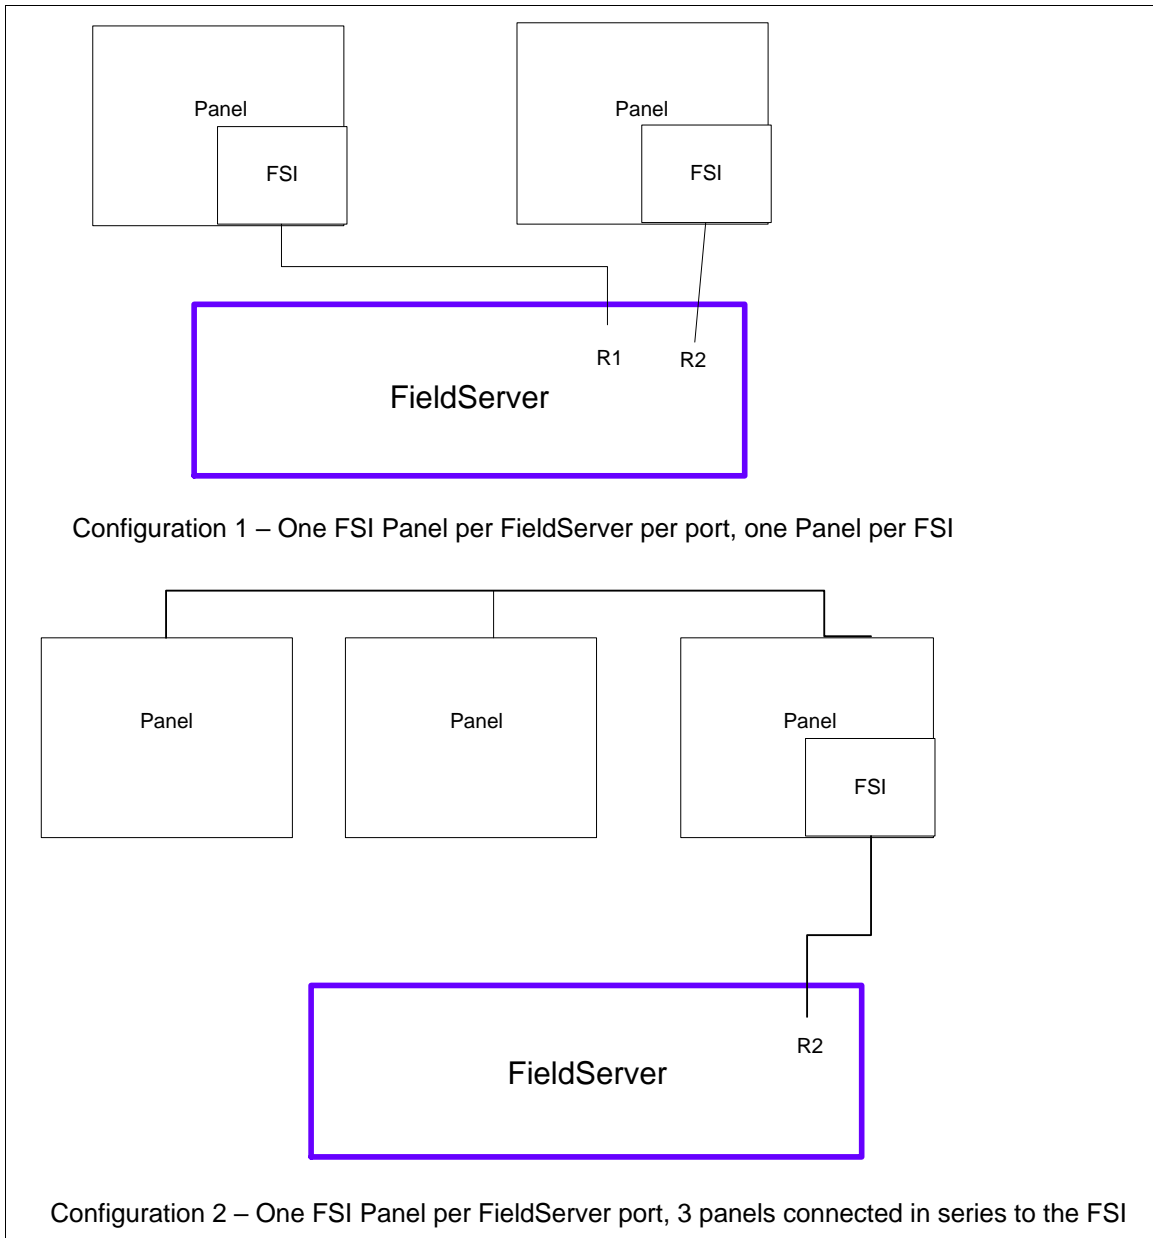 Panel
Panel
FSI
FSI
R1
R2
FieldServer
Configuration 1 – One FSI Panel per FieldServer per port, one Panel per FSI
Panel
Panel
Panel
FSI
R2
FieldServer
Configuration 2 – One FSI Panel per FieldServer port, 3 panels connected in series to the FSI